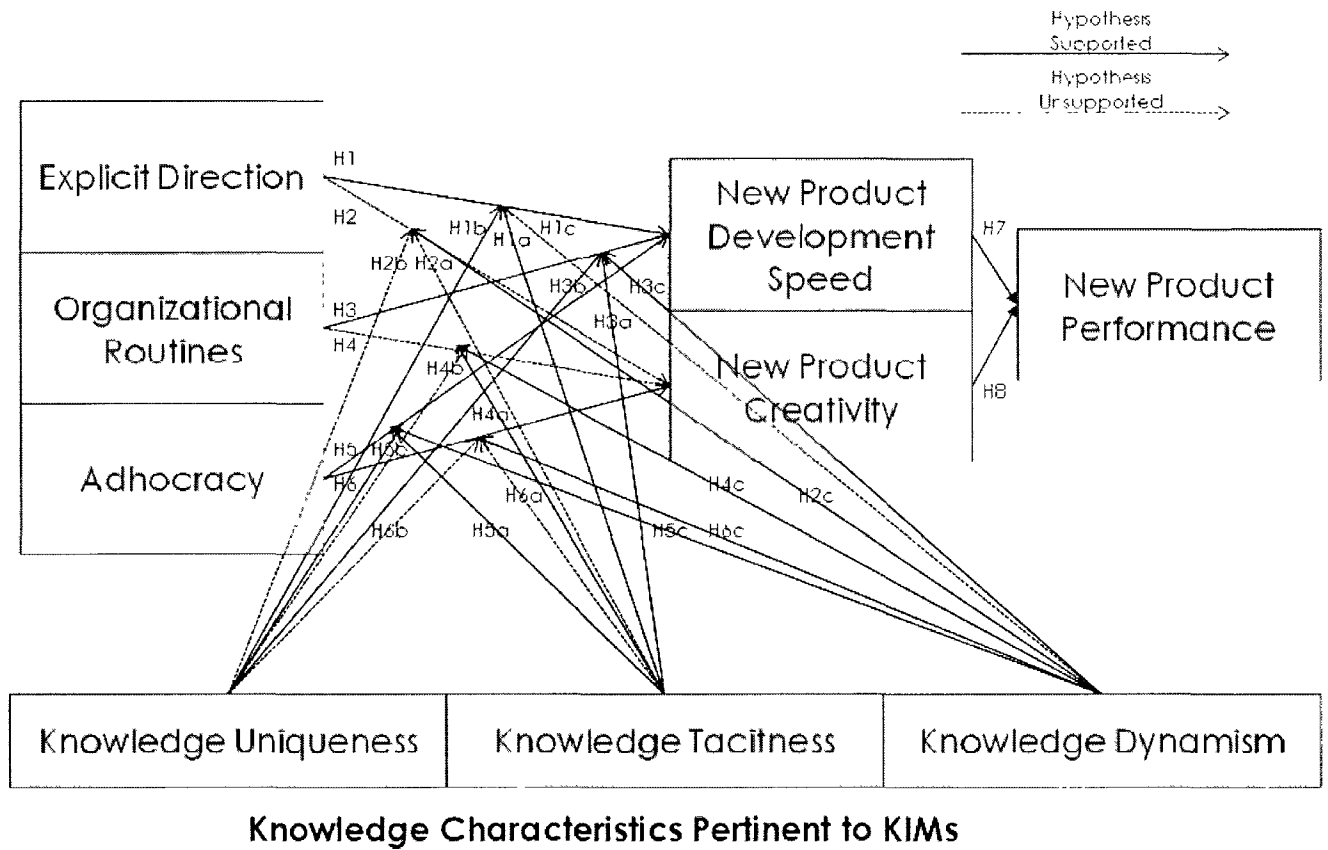 Hypothesis
Supported
Hypothesis
Unsupported
Explicit Direction
Organizational
Routines
Adhocracy
H1
H2
H3
H4
H5
H6
H1b
H1a
H1c
H2b
H2a
H3b
H3c
H3a
H4b
H4a
H5b
H6b
H5a
H6a
H4c
H2c
H5c
H6c
New Product
Development
Speed
New Product
Creativity
H7
H8
New Product
Performance
Knowledge Uniqueness
Knowledge Tacitness
Knowledge Dynamism
Knowledge Characteristics Pertinent to KIMs